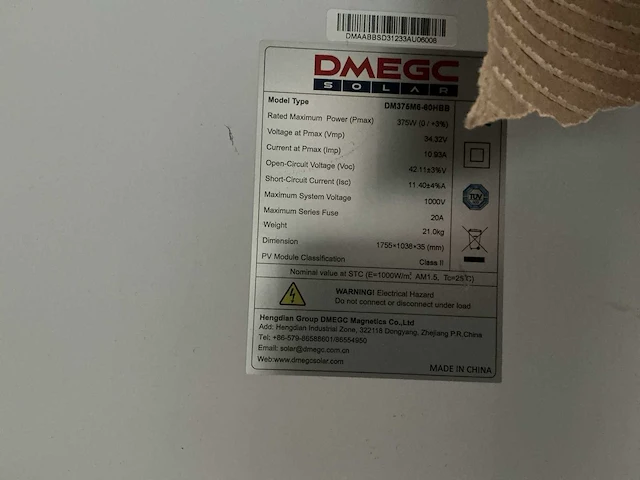 DMAABBSD31233AU06008
DMEGC
SOLAR
Model Type DM375M6-60HBB
Rated Maximum Power (Pmax) 375W (0 / +3%)
Voltage at Pmax (Vmp) 34.32V
Current at Pmax (Imp) 10.93A
Open-Circuit Voltage (Voc) 42.11±3%V
Short-Circuit Current (Isc) 11.40±4%A
Maximum System Voltage 1000V
Maximum Series Fuse 20A
Weight 21.0kg
Dimension 1755×1038×35 (mm)
PV Module Classification Class II
TÜV
Nominal value at STC (E=1000W/m², AM1.5, Tc=25℃)
WARNING! Electrical Hazard
Do not connect or disconnect under load
Hengdian Group DMEGC Magnetics Co.,Ltd
Add: Hengdian Industrial Zone, 322118 Dongyang, Zhejiang P.R.China
Tel: +86-579-86588601/86554950
Email: solar@dmegc.com.cn
Web:www.dmegcsolar.com
MADE IN CHINA